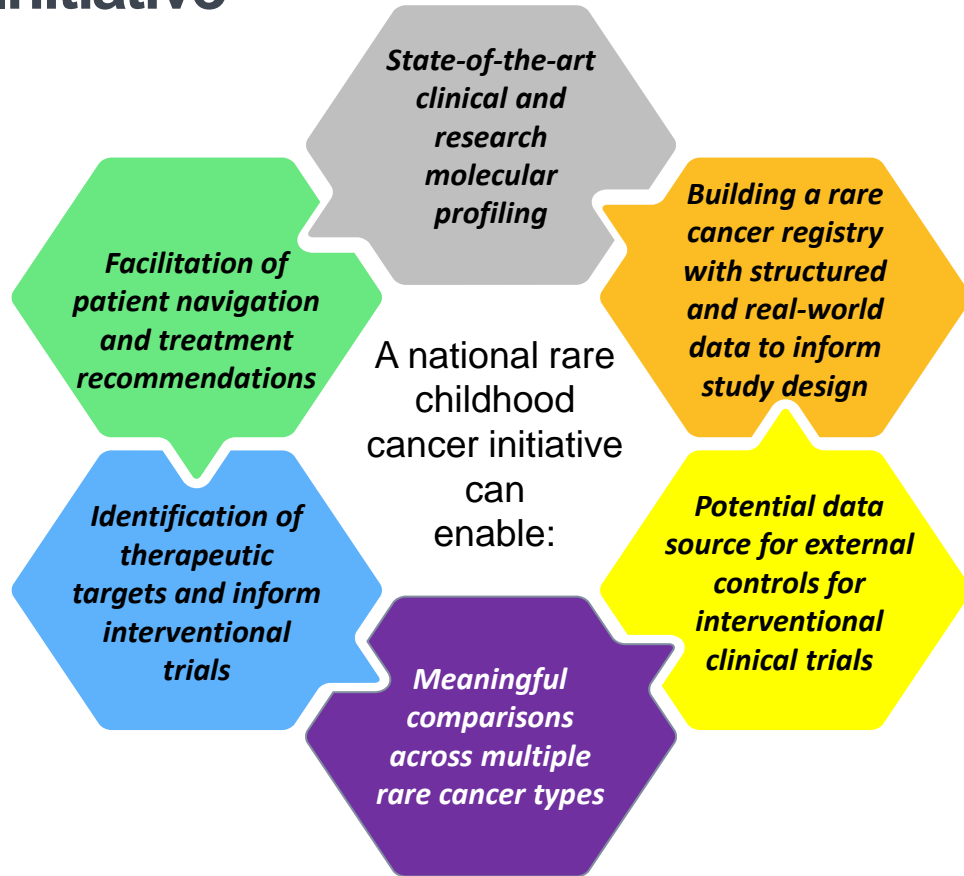 State-of-the-art
clinical and
research
molecular
profiling
Building a rare
cancer registry
with structured
and real-world
data to inform
study design
Potential data
source for external
controls for
interventional
clinical trials
Meaningful
comparisons
across multiple
rare cancer types
Identification of
therapeutic
targets and inform
interventional
trials
Facilitation of
patient navigation
and treatment
recommendations
A national rare
childhood
cancer initiative
can
enable: